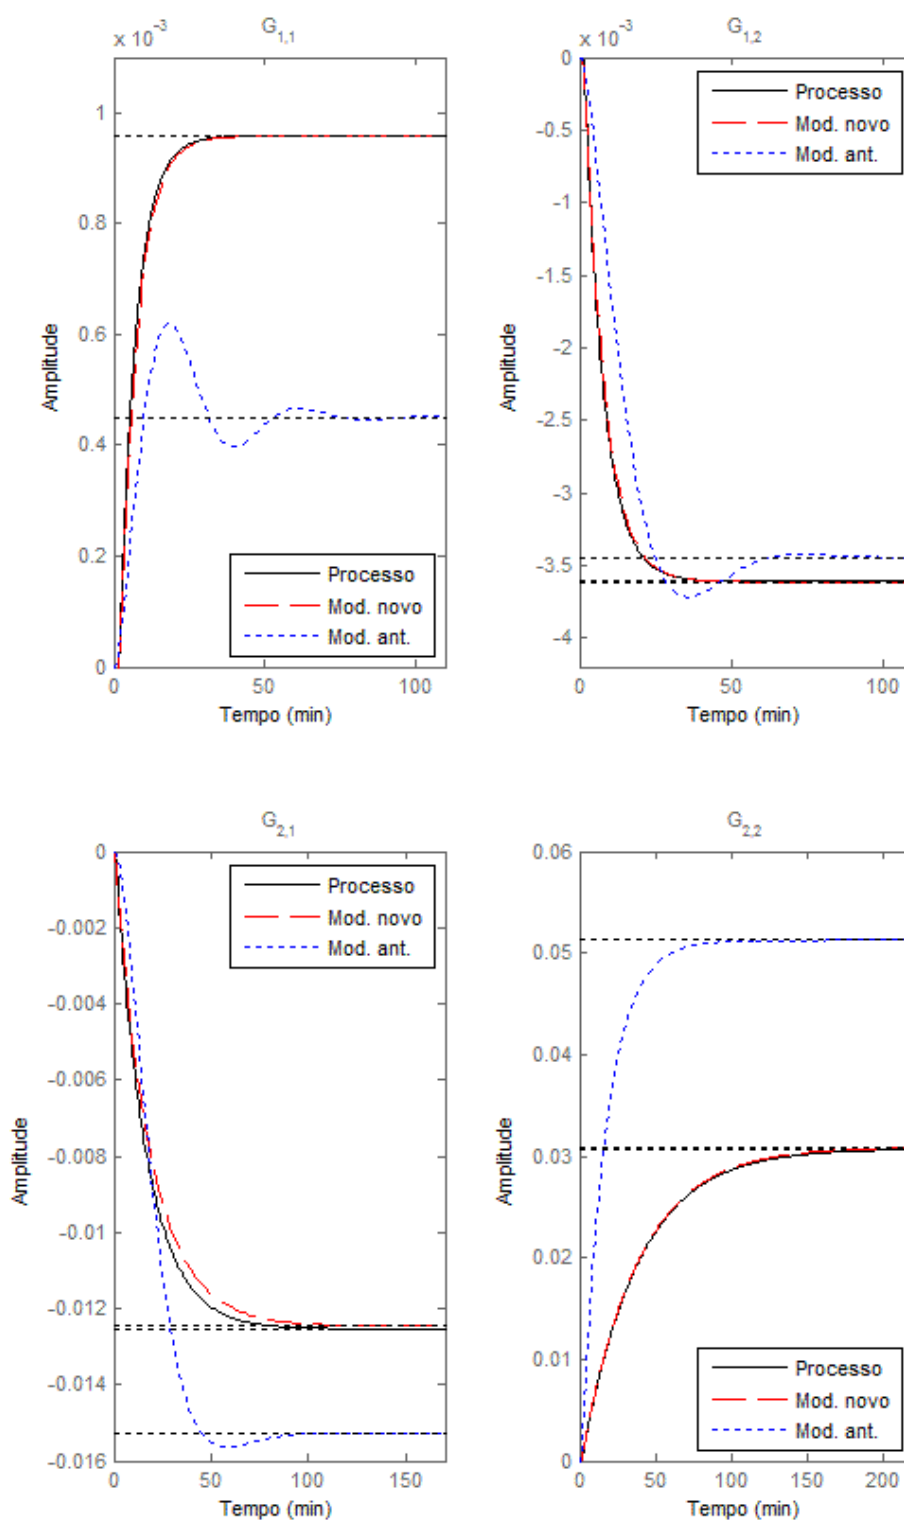 x 10^-3
G1,1
1
0.8
0.6
0.4
0.2
0
Amplitude
Processo
Mod. novo
Mod. ant.
0
50
100
Tempo (min)
x 10^-3
G1,2
0
-0.5
-1
-1.5
-2
-2.5
-3
-3.5
-4
Amplitude
Processo
Mod. novo
Mod. ant.
0
50
100
Tempo (min)
G2,1
0
-0.002
-0.004
-0.006
-0.008
-0.01
-0.012
-0.014
-0.016
Amplitude
Processo
Mod. novo
Mod. ant.
0
50
100
150
Tempo (min)
G2,2
0.06
0.05
0.04
0.03
0.02
0.01
0
Amplitude
Processo
Mod. novo
Mod. ant.
0
50
100
150
200
Tempo (min)